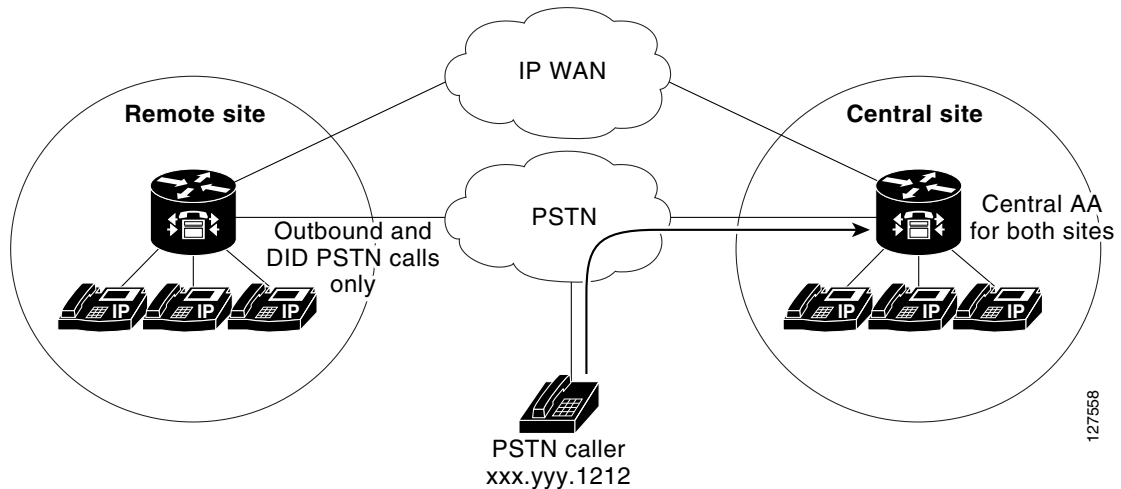 IP WAN
Remote site
Central site
PSTN
Outbound and
DID PSTN calls
only
Central AA
for both sites
IP
IP
IP
IP
IP
IP
PSTN caller
xxx.yyy.1212
127558